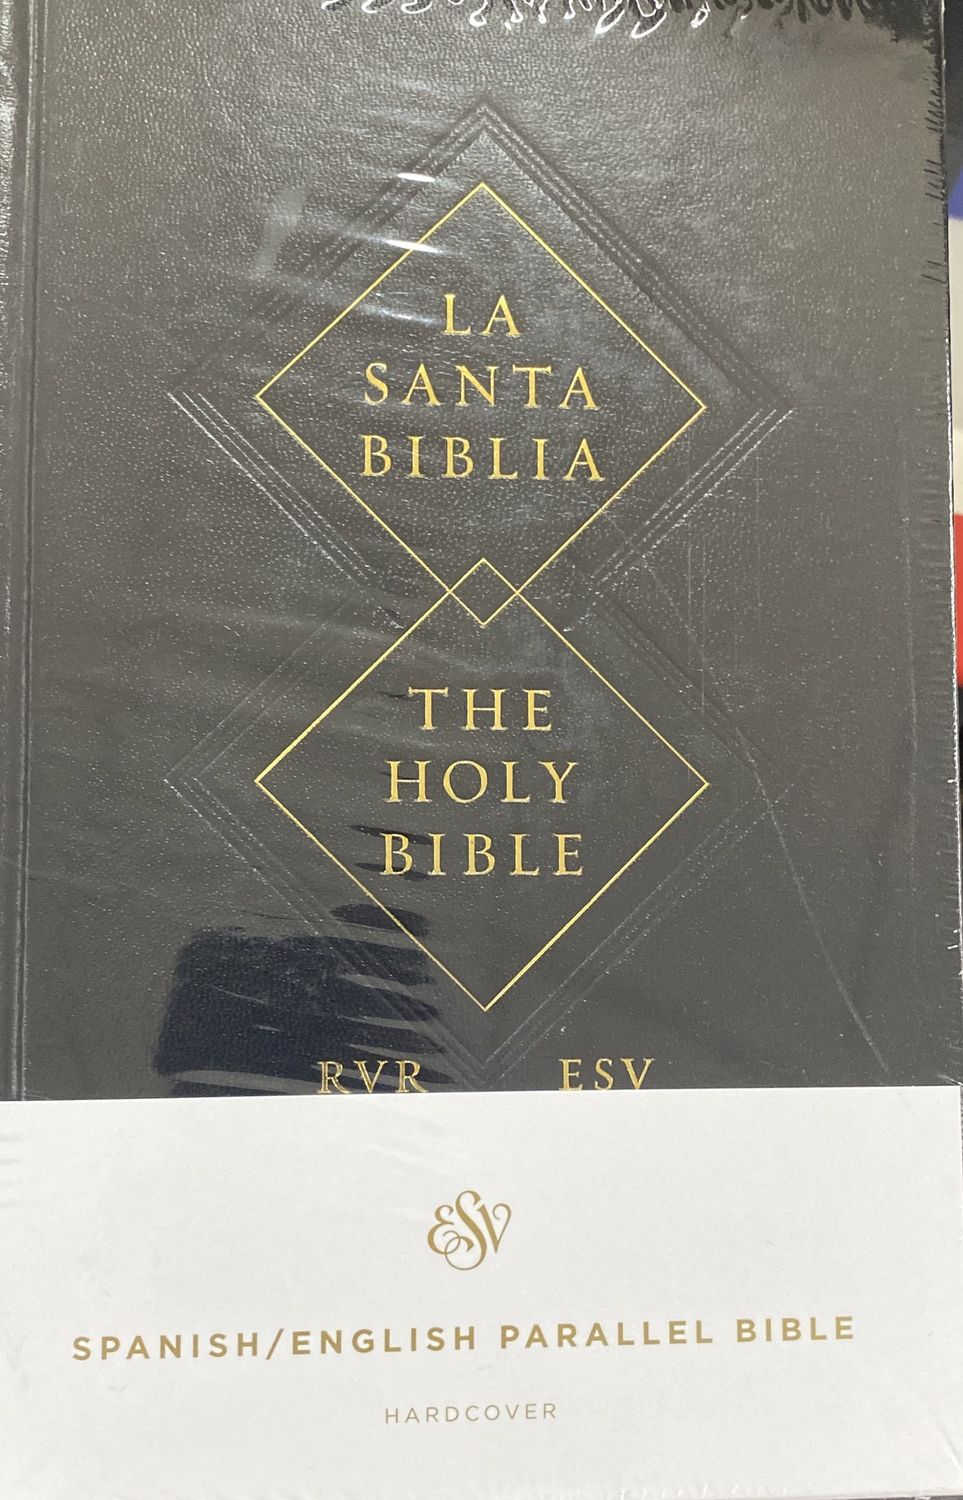 LA
SANTA
BIBLIA
THE
HOLY
BIBLE
RVR ESV
ESV
SPANISH/ENGLISH PARALLEL BIBLE
HARDCOVER